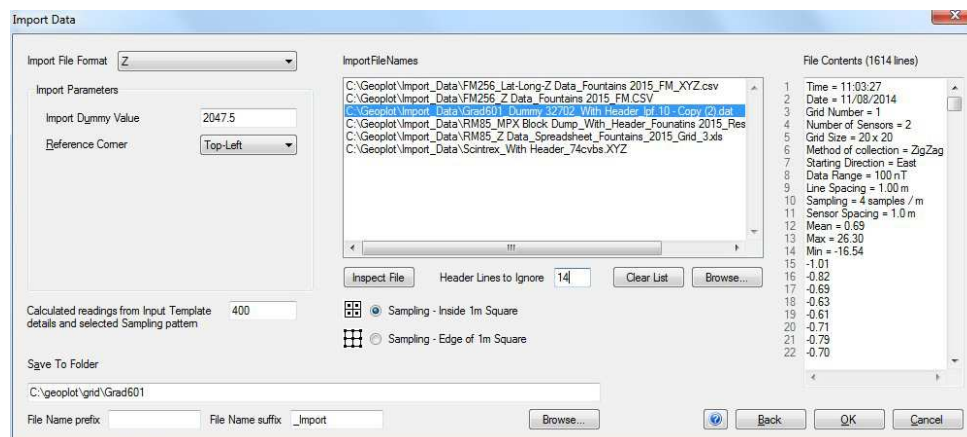 Import Data
Import File Format Z
Import Parameters
Import Dummy Value 2047.5
Reference Corner Top-Left
Calculated readings from Input Template 400
details and selected Sampling pattern
Save To Folder
C:\geoplot\grid\Grad601
File Name prefix File Name suffix _Import Browse...
ImportFileNames
C:\Geoplot\Import_Data\FM256_Lat-Long-Z Data_Fountains 2015_FM_XYZ.csv
C:\Geoplot\Import_Data\FM256_Z Data_Fountains 2015_FM.CSV
C:\Geoplot\Import_Data\Grad601_Dummy 32702_With Header_lpf.10 - Copy (2).dat
C:\Geoplot\Import_Data\RM85_MPX Block Dump_With_Header_Founatins 2015_Res
C:\Geoplot\Import_Data\RM85_Z Data_Spreadsheet_Fountains_2015_Grid_3.xls
C:\Geoplot\Import_Data\Scintrex_With Header_74cvbs.XYZ
Inspect File Header Lines to Ignore 14 Clear List Browse...
Sampling - Inside 1m Square
Sampling - Edge of 1m Square
File Contents (1614 lines)
1 Time = 11:03:27
2 Date = 11/08/2014
3 Grid Number = 1
4 Number of Sensors = 2
5 Grid Size = 20 x 20
6 Method of collection = ZigZag
7 Starting Direction = East
8 Data Range = 100 nT
9 Line Spacing = 1.00 m
10 Sampling = 4 samples / m
11 Sensor Spacing = 1.0 m
12 Mean = 0.69
13 Max = 26.30
14 Min = -16.54
15 -1.01
16 -0.82
17 -0.69
18 -0.63
19 -0.61
20 -0.71
21 -0.79
22 -0.70
Back OK Cancel